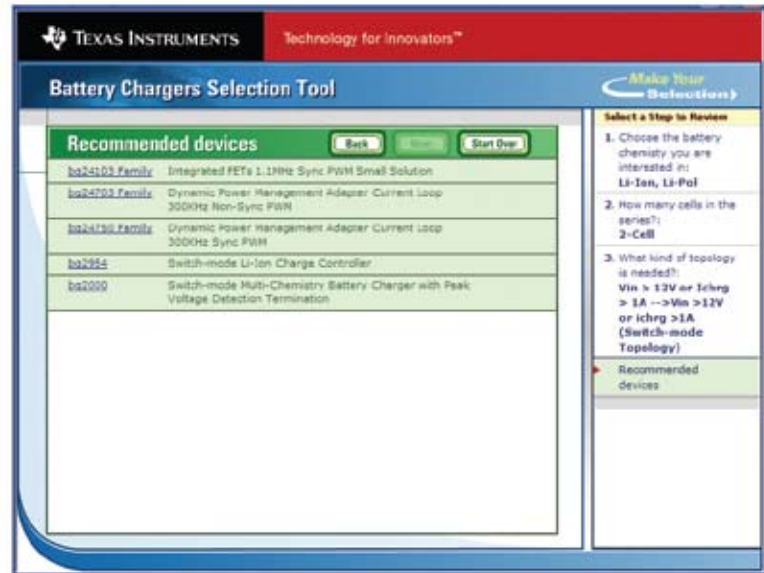 TEXAS INSTRUMENTS
Technology for Innovators™
Battery Chargers Selection Tool
Make Your
Selection
Recommended devices
Back
Start Over
bq24103 Family Integrated FETs 1.1MHz Sync PWM Small Solution
bq24703 Family Dynamic Power Management Adapter Current Loop
300KHz Non-Sync PWM
bq24750 Family Dynamic Power Management Adapter Current Loop
300KHz Sync PWM
bq2954 Switch-mode Li-Ion Charge Controller
bq2000 Switch-mode Multi-Chemistry Battery Charger with Peak
Voltage Detection Termination
Select a Step to Review
1. Choose the battery
chemisty you are
interested in:
Li-Ion, Li-Pol
2. How many cells in the
series?:
2-Cell
3. What kind of topology
is needed?:
Vin > 12V or Ichrg
> 1A -->Vin >12V
or ichrg >1A
(Switch-mode
Topology)
Recommended
devices